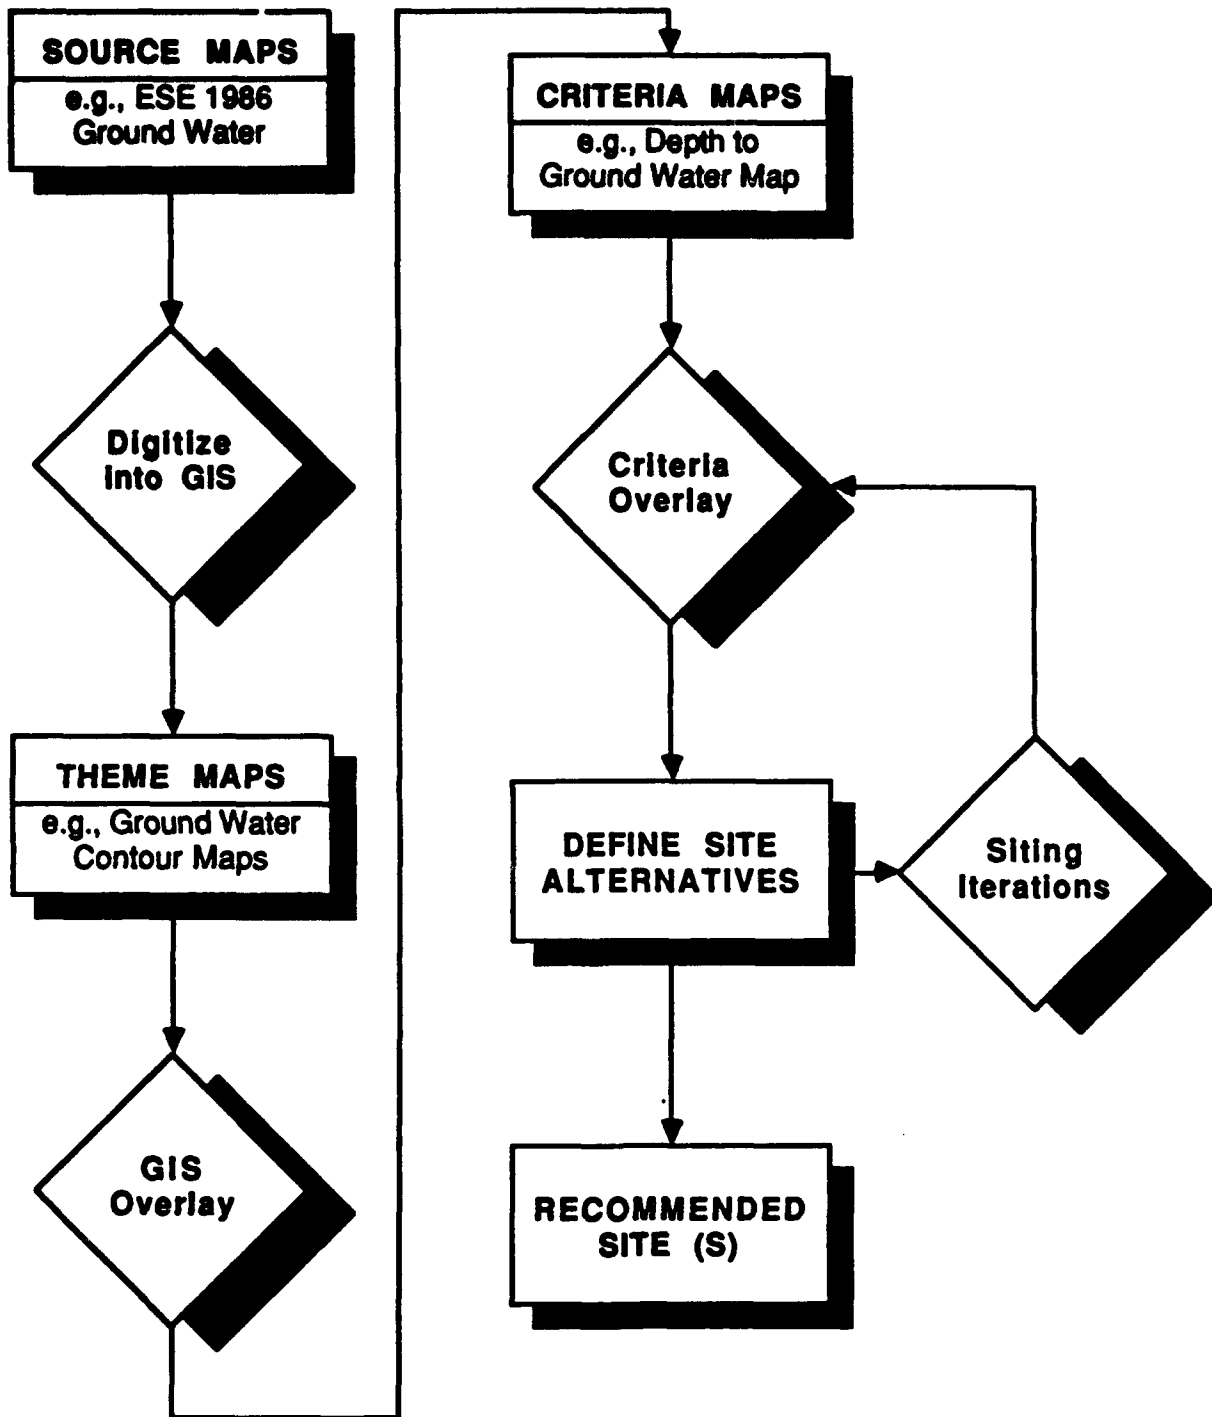 SOURCE MAPS
e.g., ESE 1986
Ground Water
Digitize
into GIS
THEME MAPS
e.g., Ground Water
Contour Maps
GIS
Overlay
CRITERIA MAPS
e.g., Depth to
Ground Water Map
Criteria
Overlay
DEFINE SITE
ALTERNATIVES
Siting
Iterations
RECOMMENDED
SITE (S)